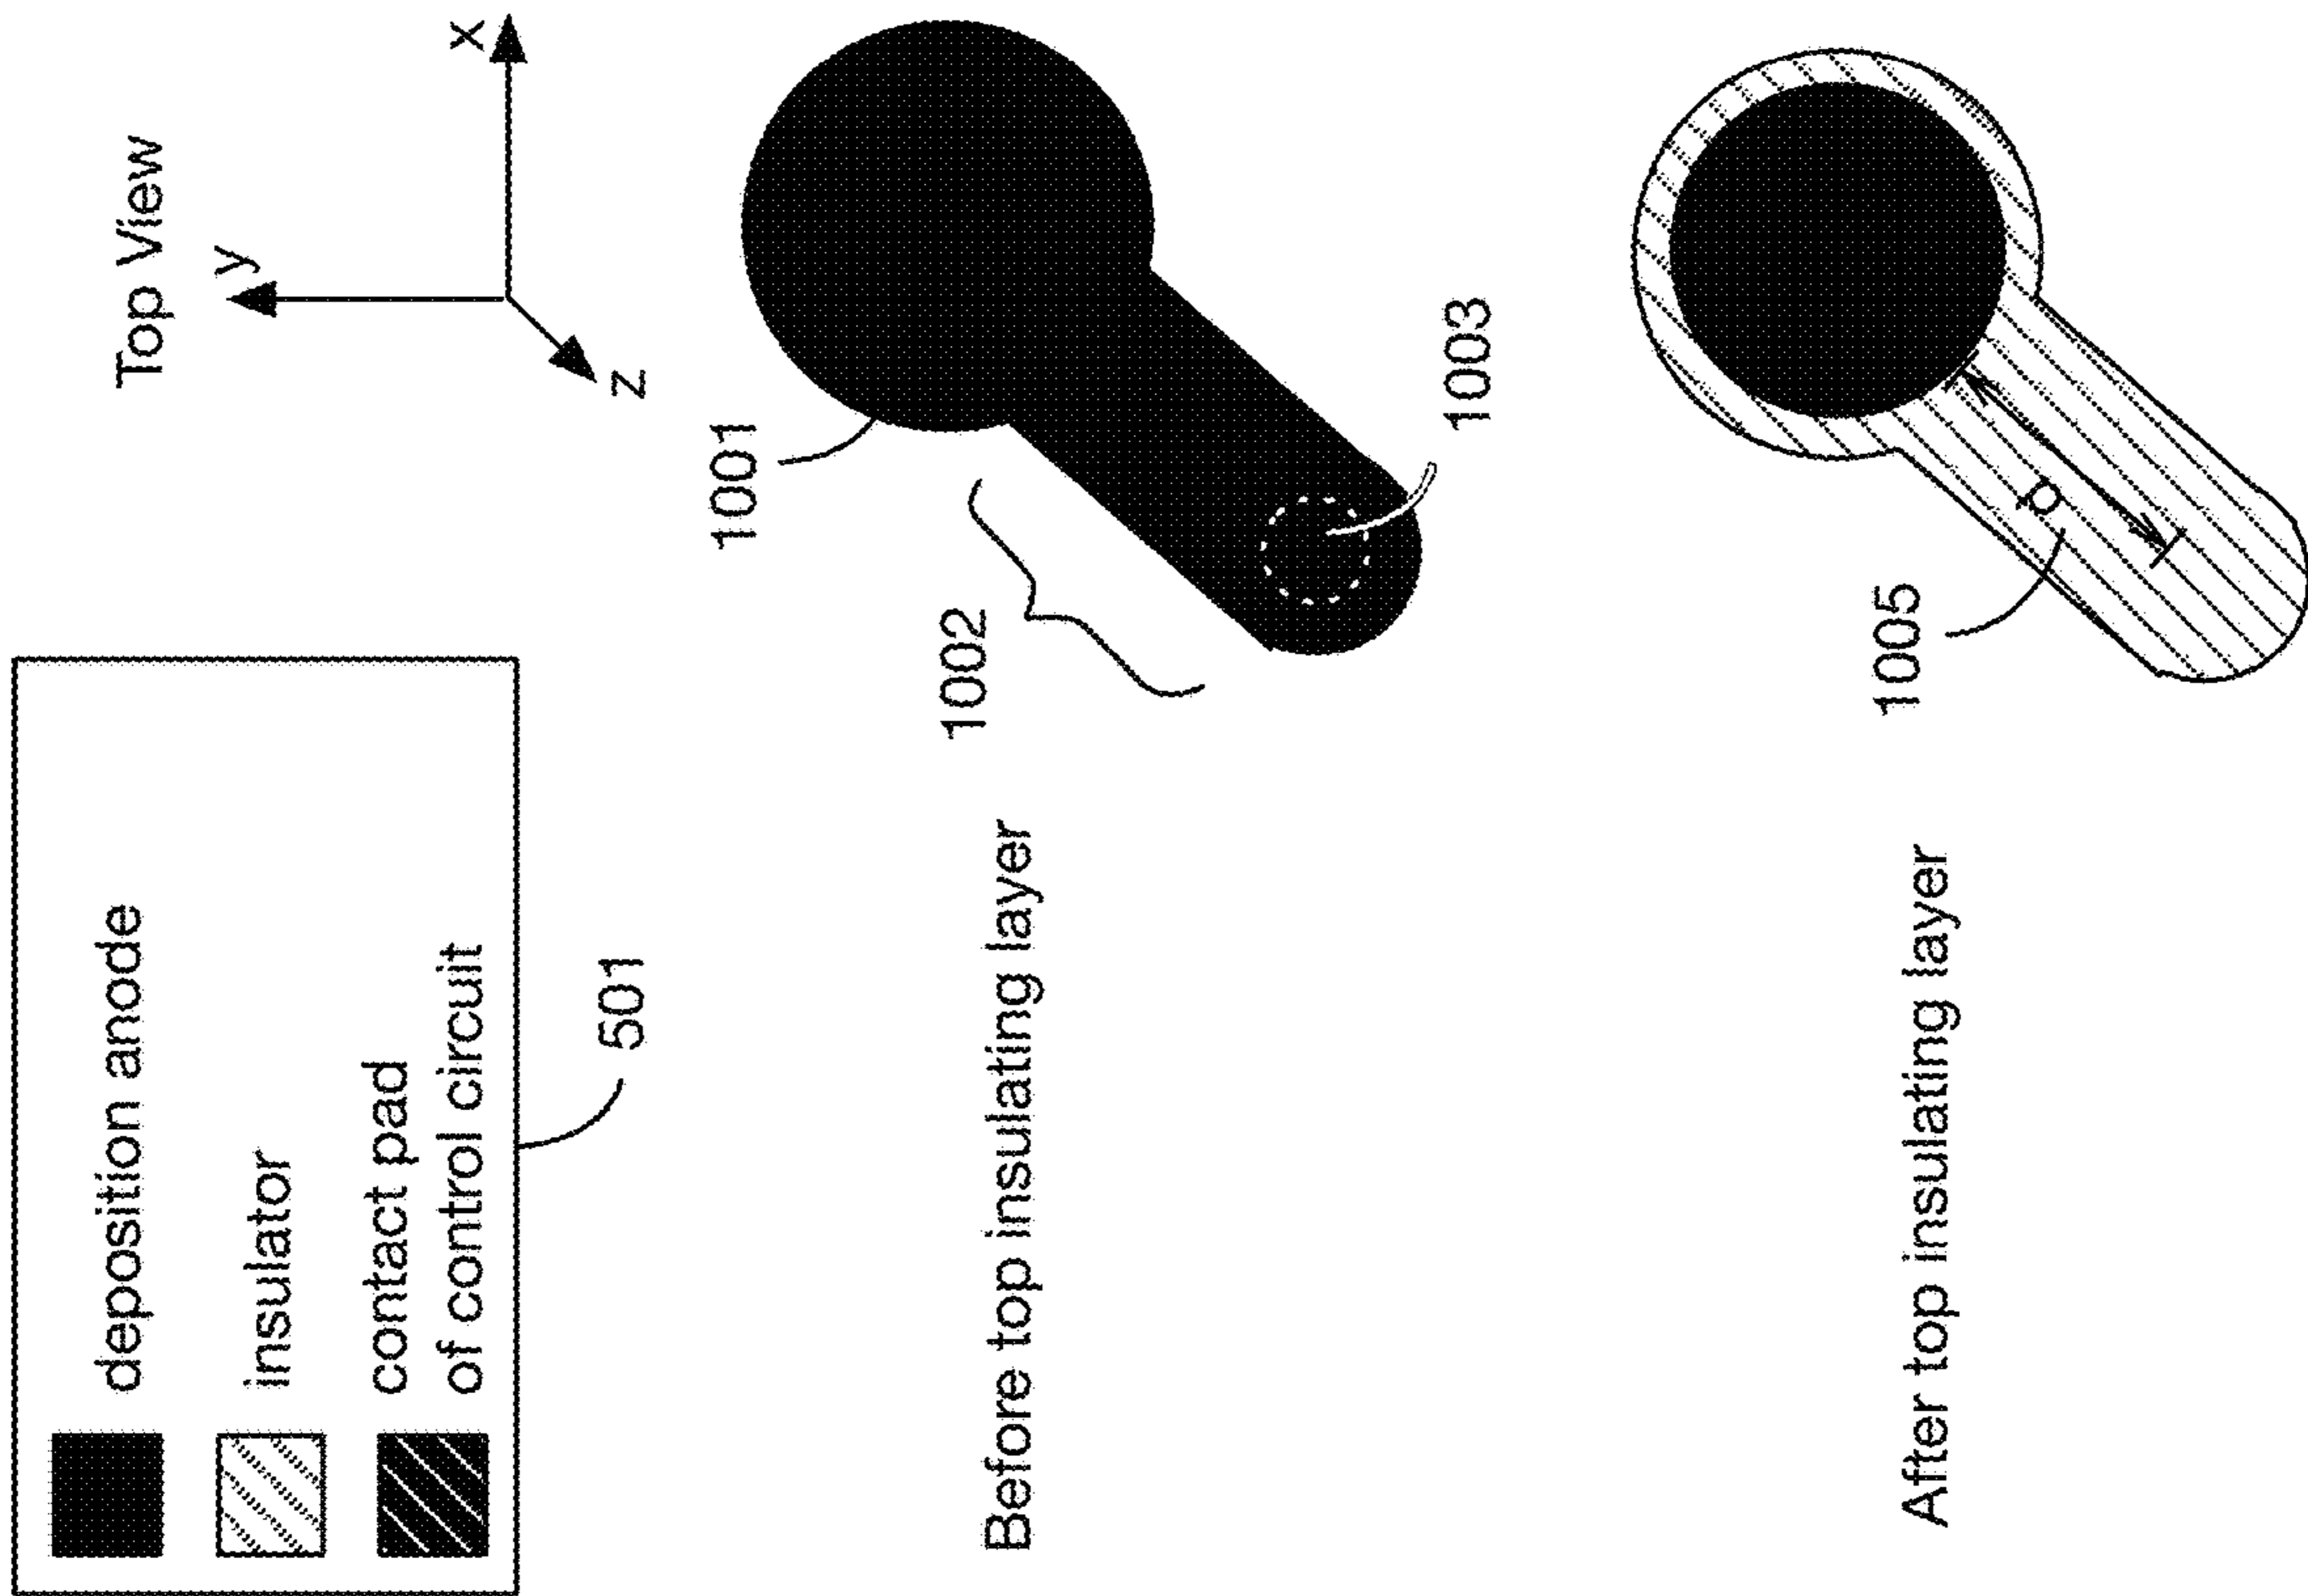 deposition anode
insulator
contact pad
of control circuit
501
Top View
y
x
z
Before top insulating layer
1001
1002
1003
After top insulating layer
1005
d